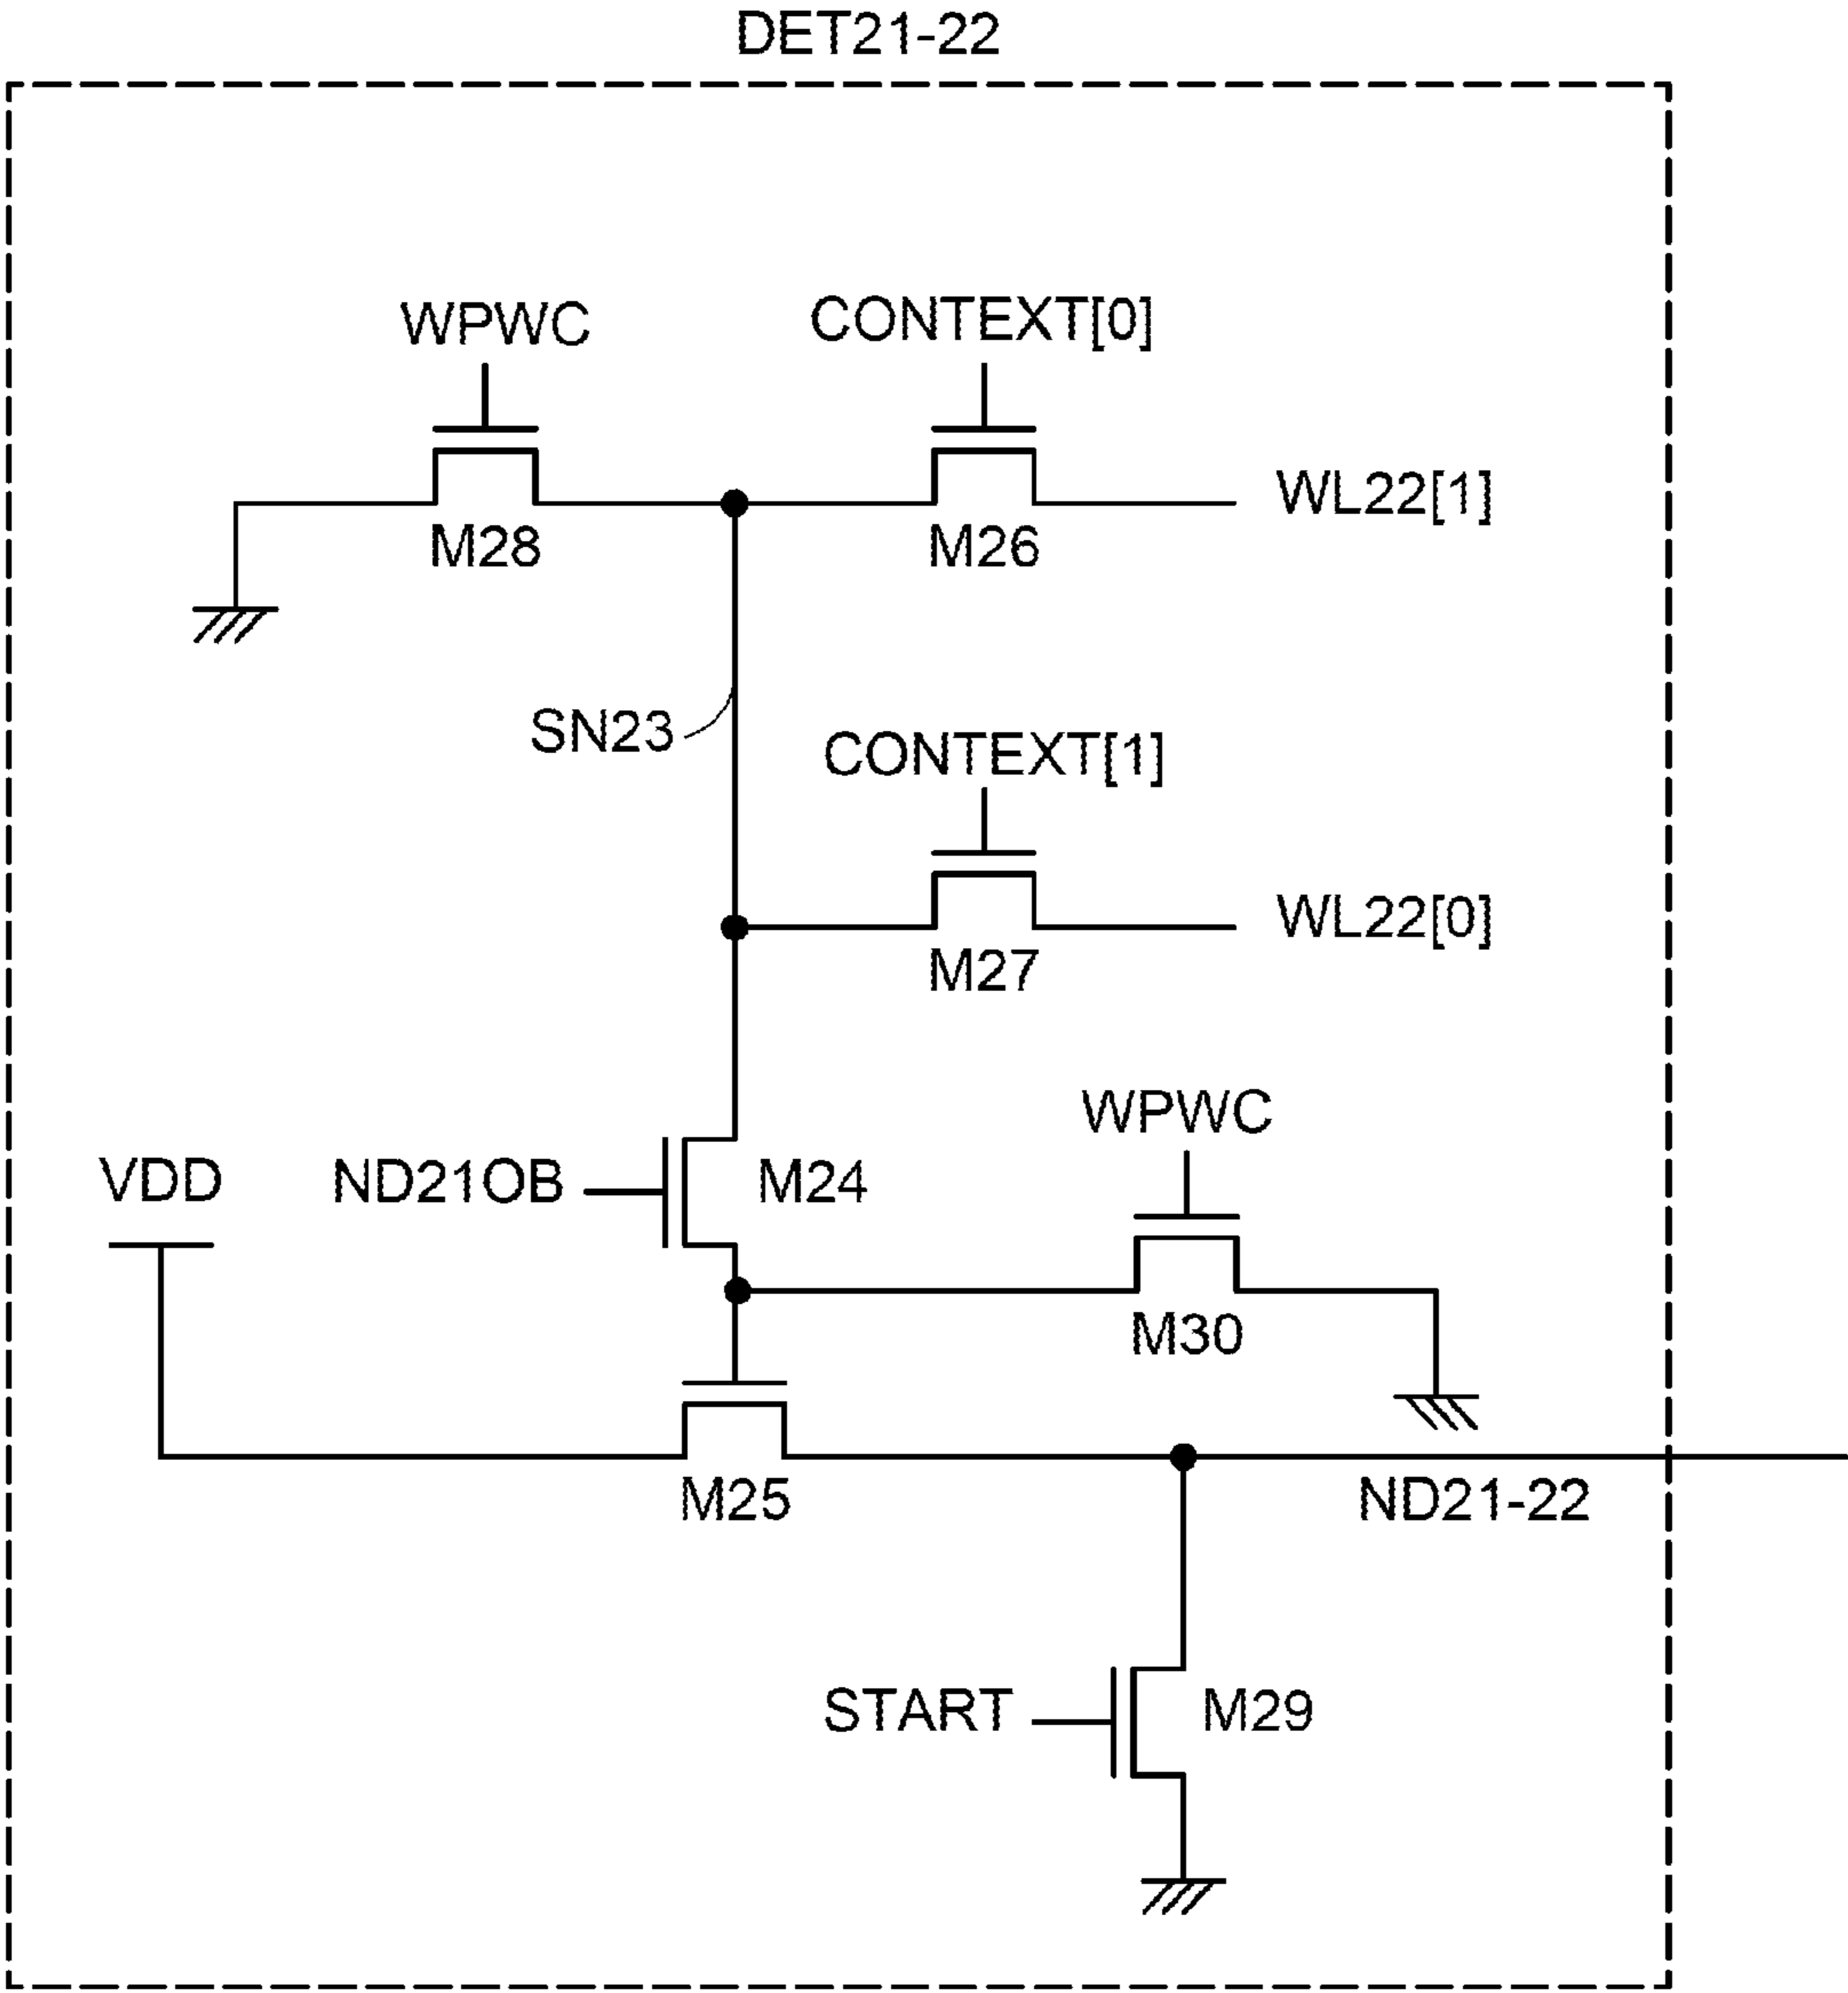 DET21-22
WPWC
CONTEXT[0]
WL22[1]
M28
M26
SN23
CONTEXT[1]
WL22[0]
M27
WPWC
VDD
ND21OB
M24
M30
M25
ND21-22
START
M29